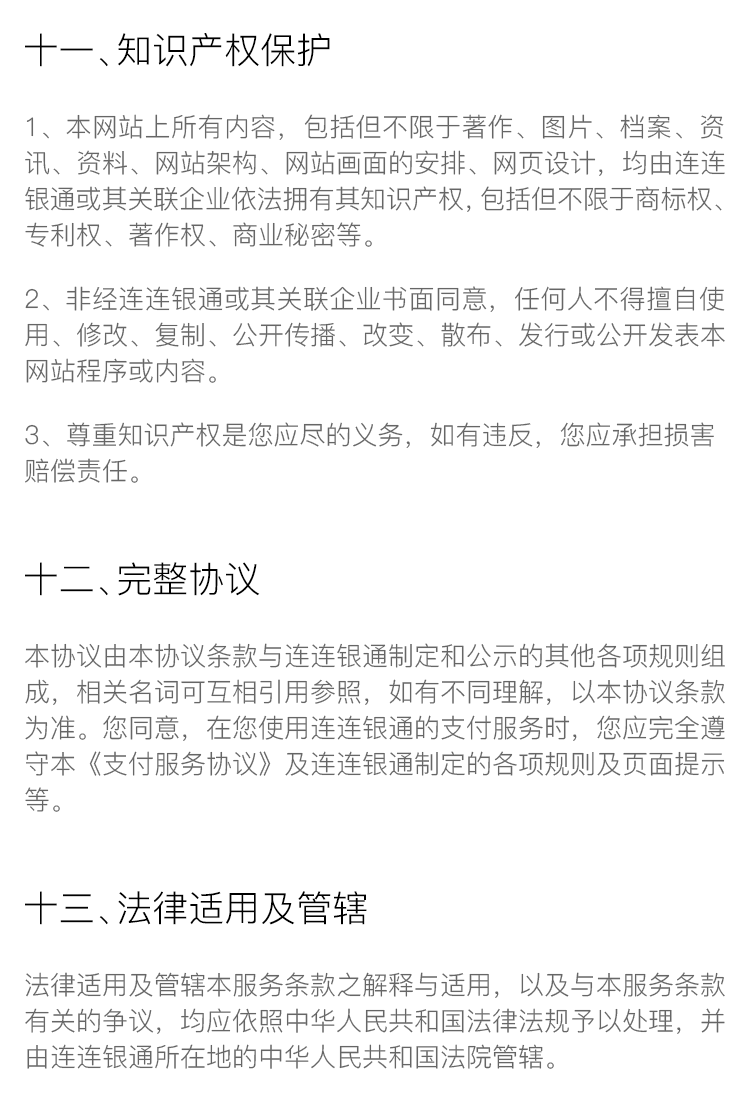 十一、知识产权保护
1、本网站上所有内容，包括但不限于著作、图片、档案、资
讯、资料、网站架构、网站画面的安排、网页设计，均由连连
银通或其关联企业依法拥有其知识产权，包括但不限于商标权、
专利权、著作权、商业秘密等。
2、非经连连银通或其关联企业书面同意，任何人不得擅自使
用、修改、复制、公开传播、改变、散布、发行或公开发表本
网站程序或内容。
3、尊重知识产权是您应尽的义务，如有违反，您应承担损害
赔偿责任。
十二、完整协议
本协议由本协议条款与连连银通制定和公示的其他各项规则组
成，相关名词可互相引用参照，如有不同理解，以本协议条款
为准。您同意，在您使用连连银通的支付服务时，您应完全遵
守本《支付服务协议》及连连银通制定的各项规则及页面提示
等。
十三、法律适用及管辖
法律适用及管辖本服务条款之解释与适用，以及与本服务条款
有关的争议，均应依照中华人民共和国法律法规予以处理，并
由连连银通所在地的中华人民共和国法院管辖。